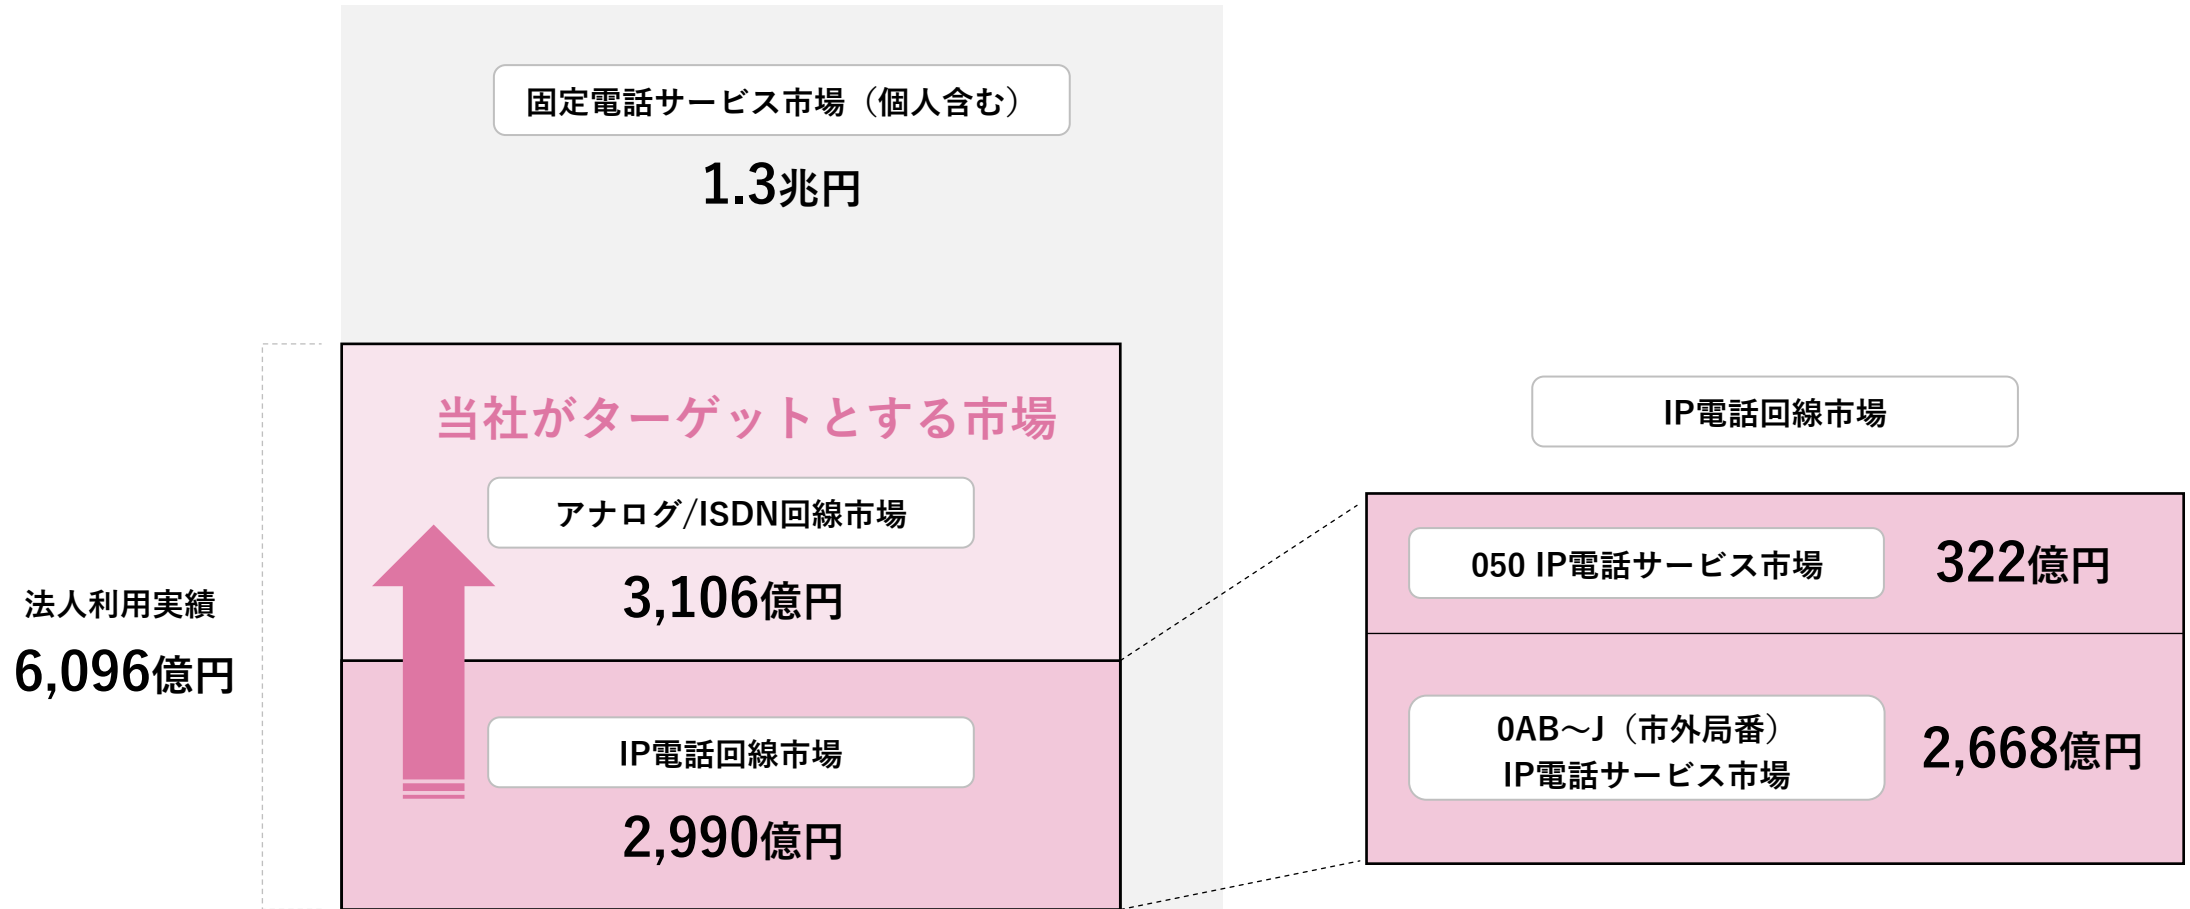 固定電話サービス市場（個人含む）
1.3兆円
当社がターゲットとする市場
アナログ/ISDN回線市場
3,106億円
法人利用実績
6,096億円
IP電話回線市場
2,990億円
IP電話回線市場
050 IP電話サービス市場
322億円
0AB〜J（市外局番）
IP電話サービス市場
2,668億円